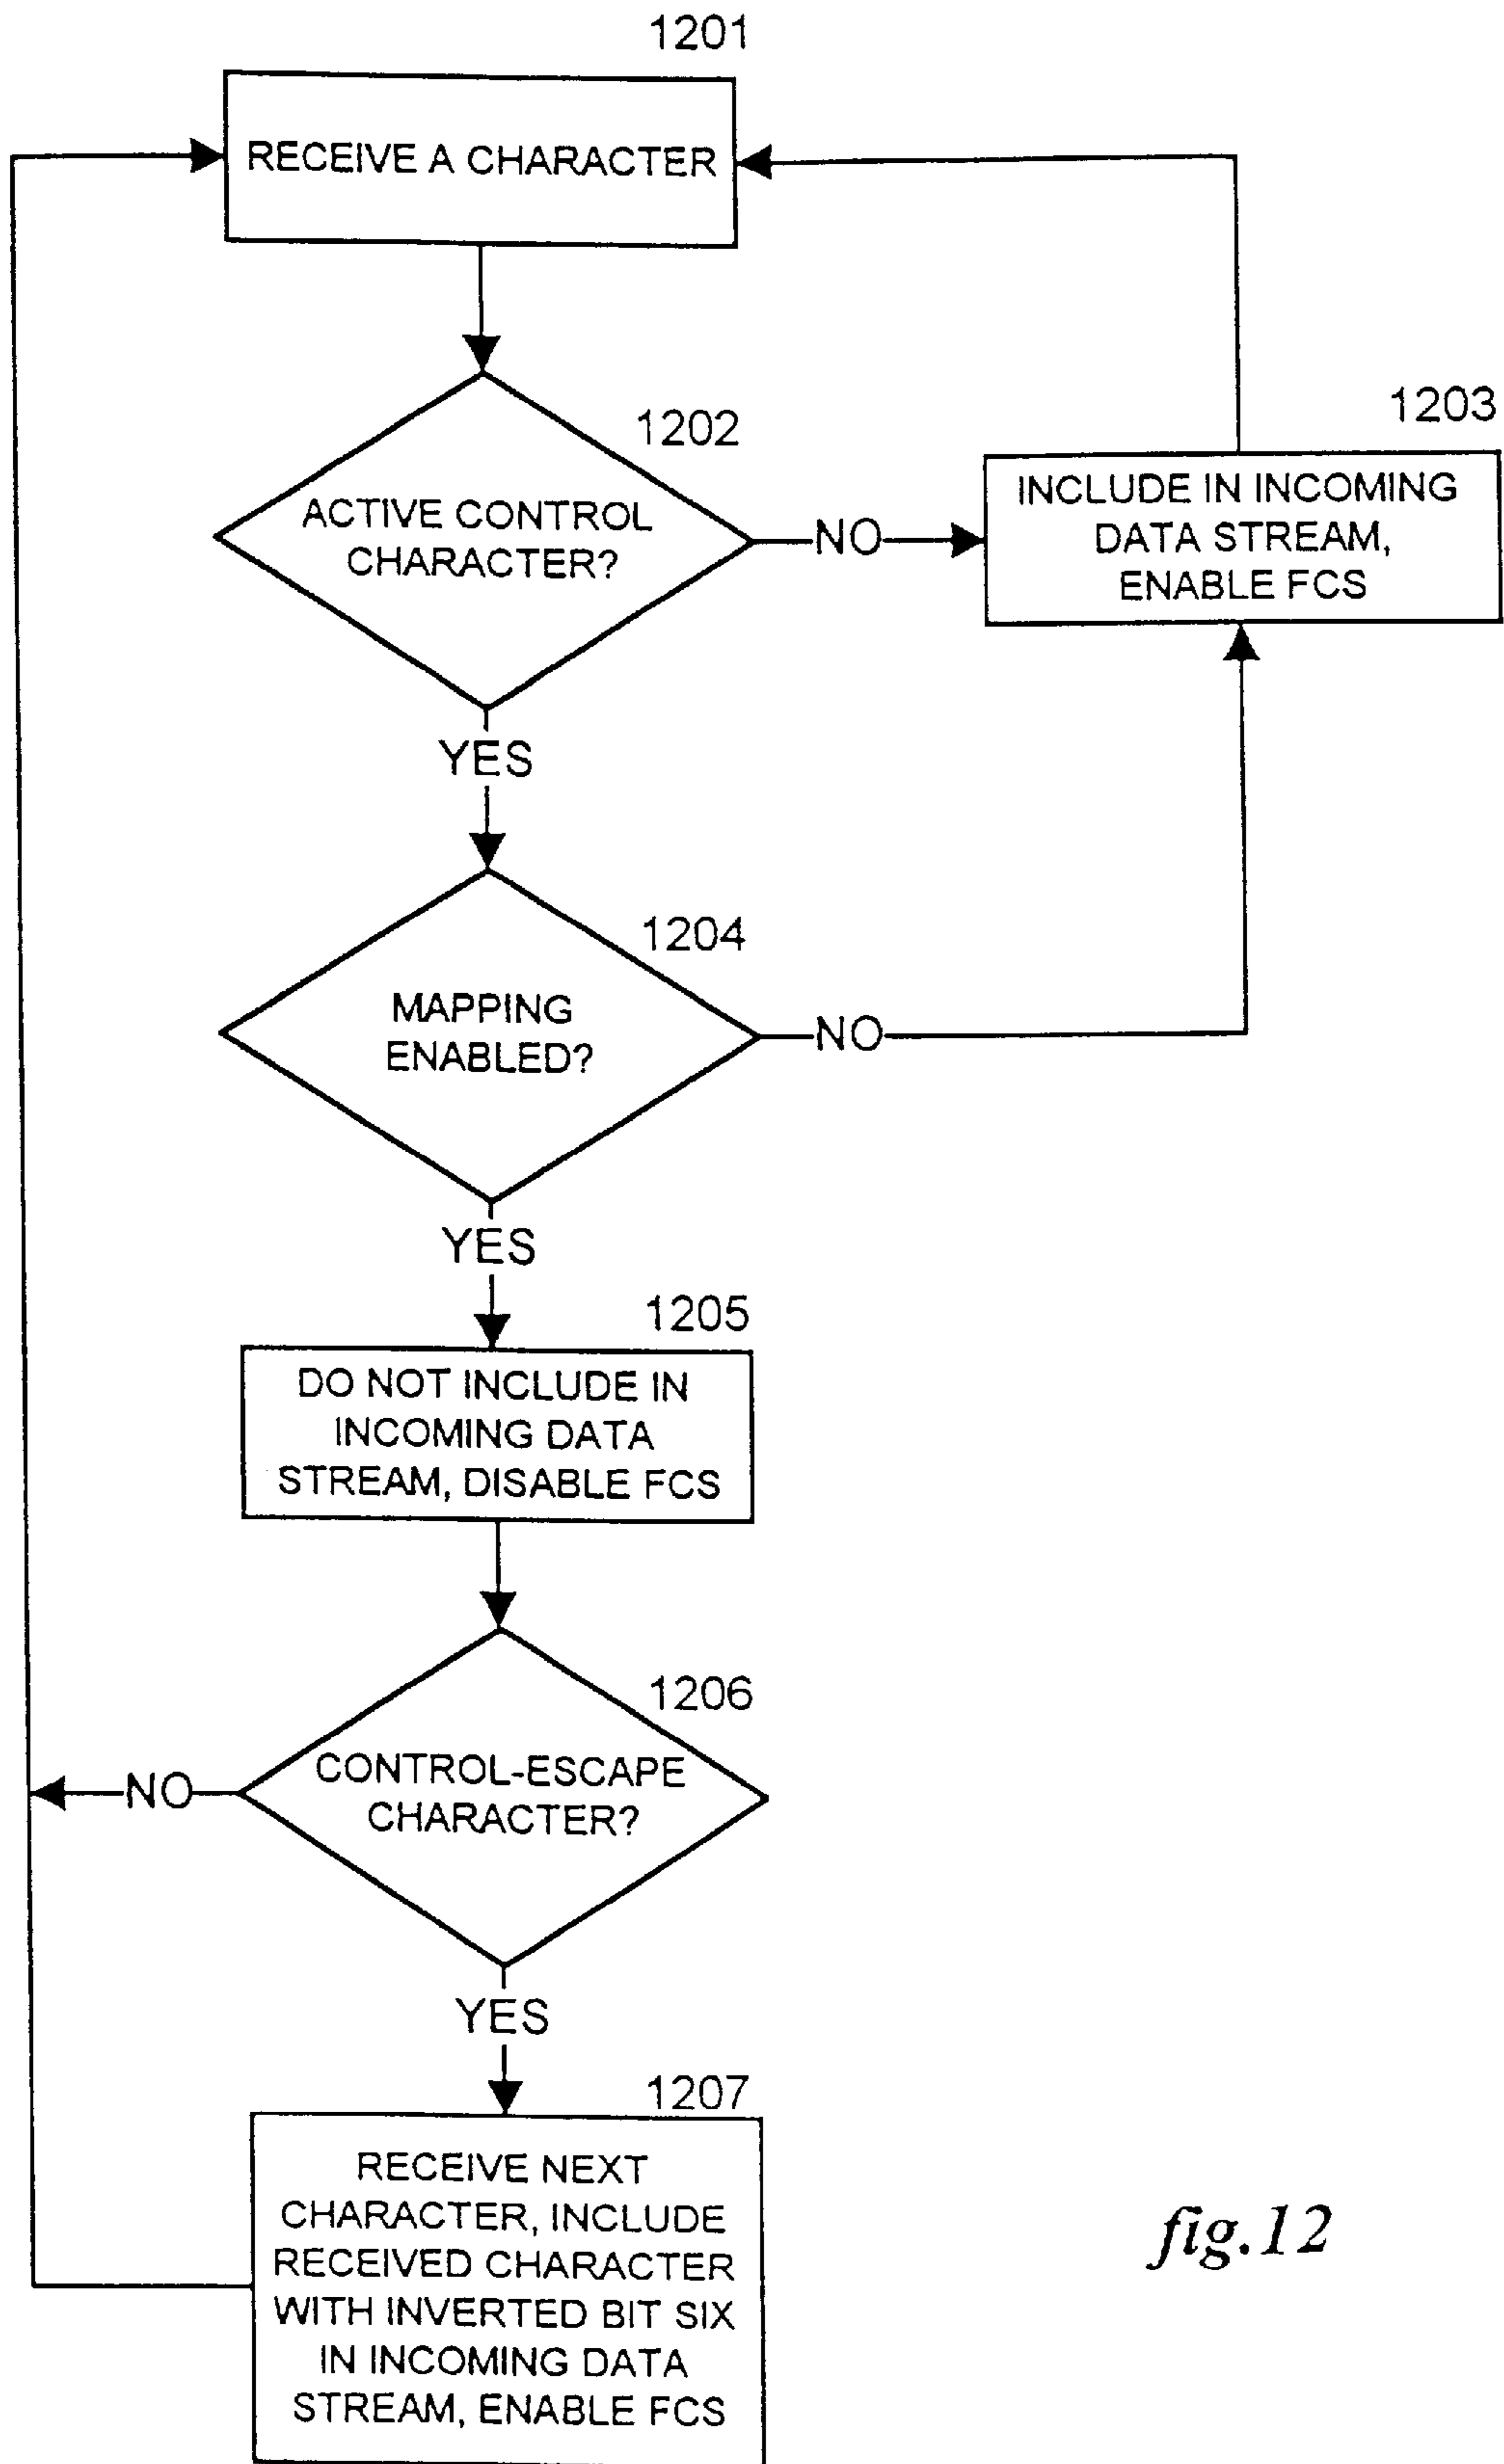 1201
RECEIVE A CHARACTER
1202
ACTIVE CONTROL
CHARACTER?
NO
1203
INCLUDE IN INCOMING
DATA STREAM,
ENABLE FCS
YES
1204
MAPPING
ENABLED?
NO
YES
1205
DO NOT INCLUDE IN
INCOMING DATA
STREAM, DISABLE FCS
1206
CONTROL-ESCAPE
CHARACTER?
NO
YES
1207
RECEIVE NEXT
CHARACTER, INCLUDE
RECEIVED CHARACTER
WITH INVERTED BIT SIX
IN INCOMING DATA
STREAM, ENABLE FCS
fig.12